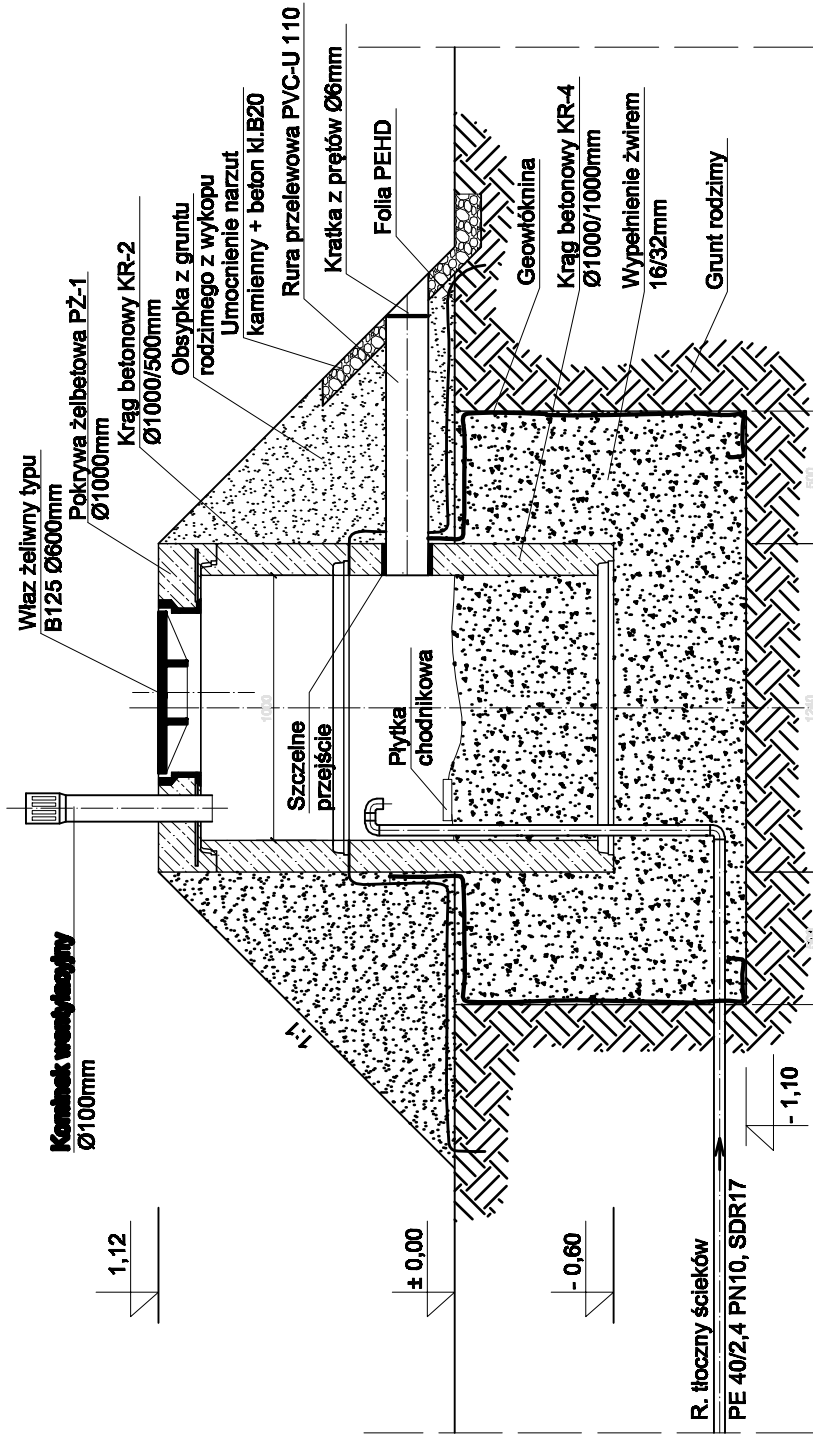 Właz żeliwny typu
B125 Ø600mm
Pokrywa żelbetowa PŻ-1
Ø1000mm
Krąg betonowy KR-2
Ø1000/500mm
Obsypka z gruntu
rodzimego z wykopu
Umocnienie narzut
kamienny + beton kl.B20
Rura przelewowa PVC-U 110
Kratka z prętów Ø6mm
Folia PEHD
Geowłóknina
Krąg betonowy KR-4
Ø1000/1000mm
Wypełnienie żwirem
16/32mm
Grunt rodzimy
Kominek wentylacyjny
Ø100mm
1:1
1000
Szczelne
przejście
Płytka
chodnikowa
1,12
± 0,00
- 0,60
- 1,10
R. tłoczny ścieków
PE 40/2,4 PN10, SDR17